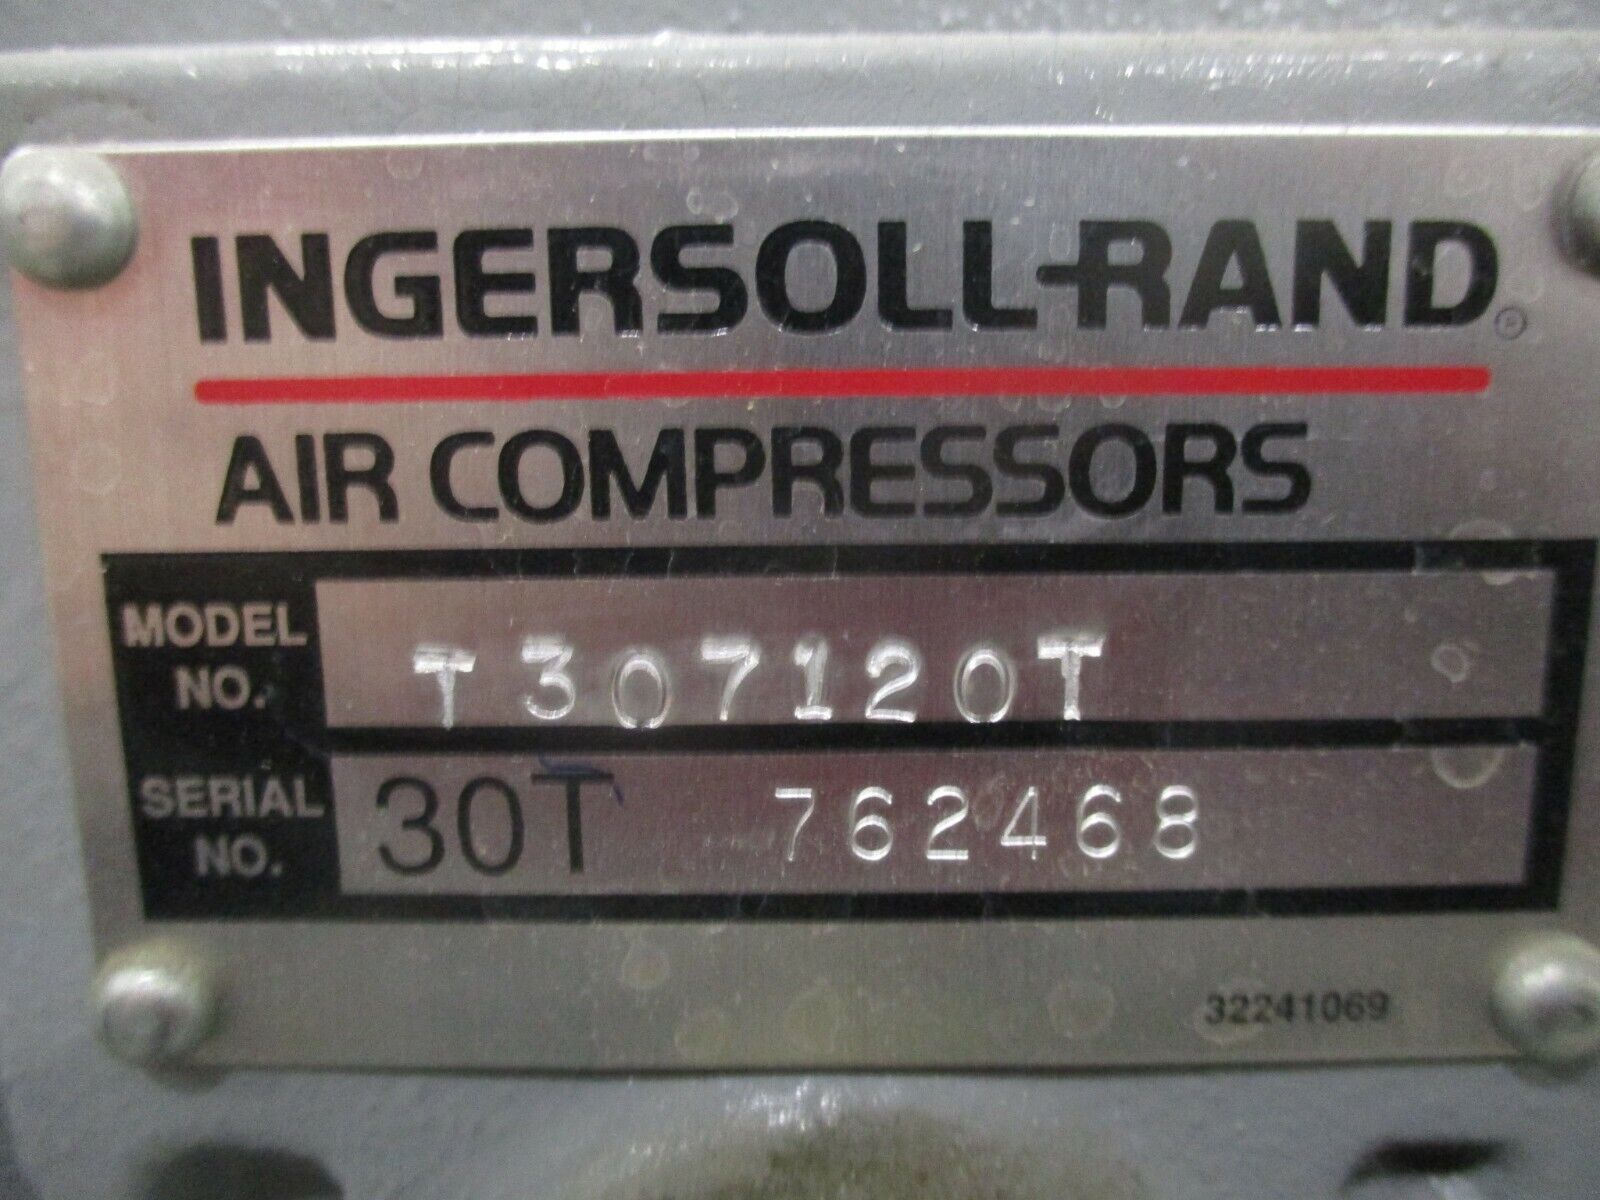 INGERSOLL-RAND®
AIR COMPRESSORS
MODEL NO. T307120T
SERIAL NO. 30T 762468
32241069